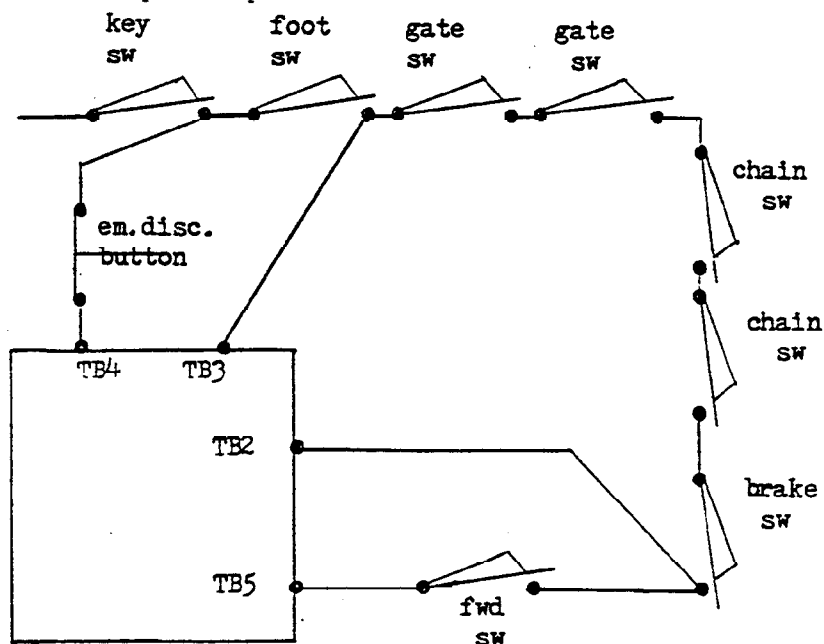 key
sw
foot
sw
gate
sw
gate
sw
chain
sw
em.disc.
button
chain
sw
TB4
TB3
TB2
brake
sw
TB5
fwd
sw